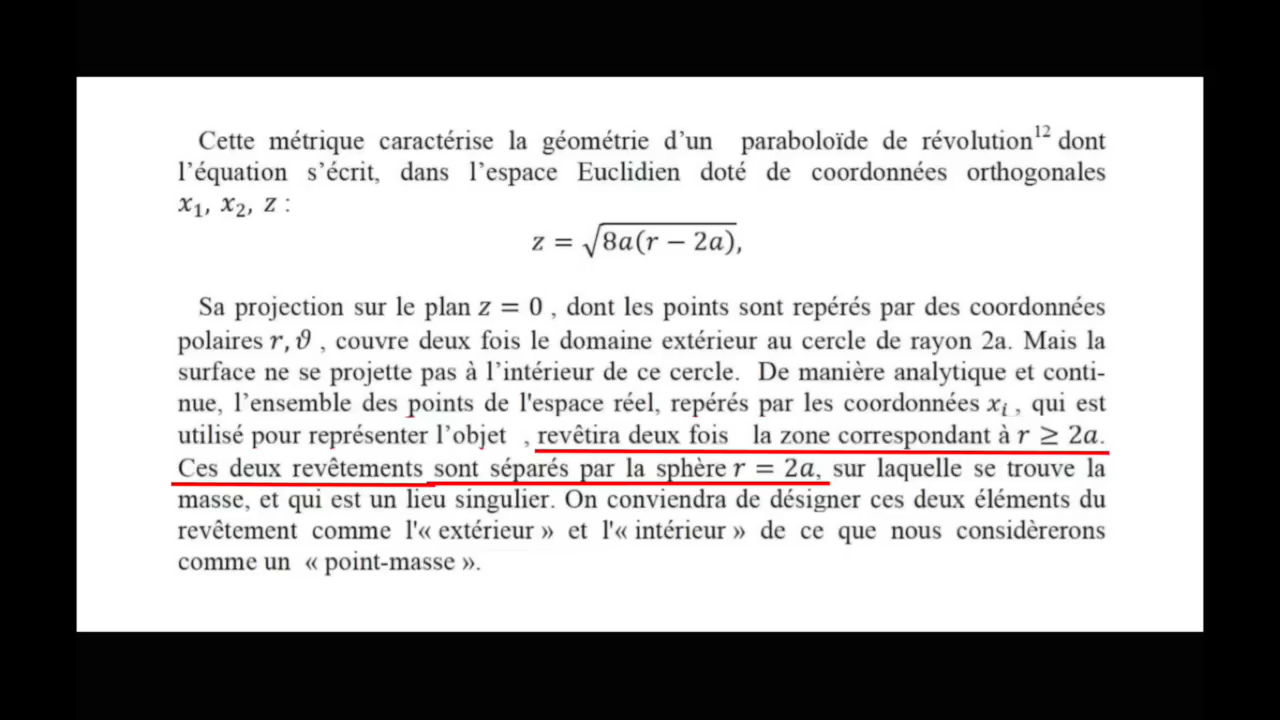 Cette métrique caractérise la géométrie d’un paraboloïde de révolution¹² dont
l’équation s’écrit, dans l’espace Euclidien doté de coordonnées orthogonales
x₁, x₂, z :
z = √8a(r − 2a),
Sa projection sur le plan z = 0 , dont les points sont repérés par des coordonnées
polaires r, ϑ , couvre deux fois le domaine extérieur au cercle de rayon 2a. Mais la
surface ne se projette pas à l’intérieur de ce cercle. De manière analytique et conti-
nue, l’ensemble des points de l'espace réel, repérés par les coordonnées xᵢ , qui est
utilisé pour représenter l’objet , revêtira deux fois la zone correspondant à r ≥ 2a.
Ces deux revêtements sont séparés par la sphère r = 2a, sur laquelle se trouve la
masse, et qui est un lieu singulier. On conviendra de désigner ces deux éléments du
revêtement comme l'« extérieur » et l'« intérieur » de ce que nous considèrerons
comme un « point-masse ».